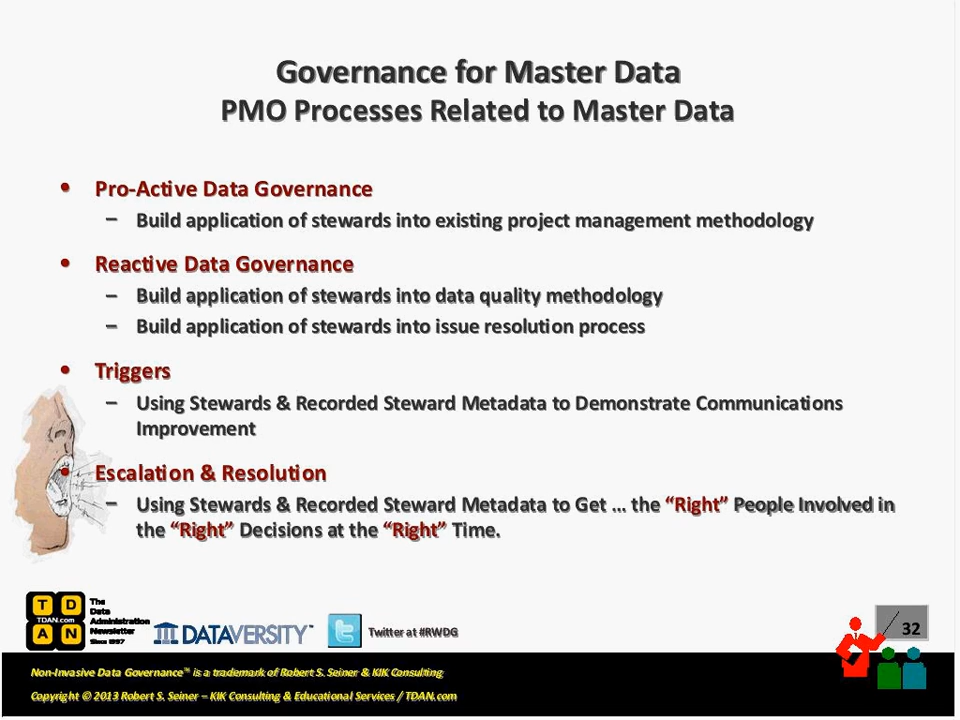 Governance for Master Data
PMO Processes Related to Master Data
• Pro-Active Data Governance
– Build application of stewards into existing project management methodology
• Reactive Data Governance
– Build application of stewards into data quality methodology
– Build application of stewards into issue resolution process
• Triggers
– Using Stewards & Recorded Steward Metadata to Demonstrate Communications
Improvement
• Escalation & Resolution
– Using Stewards & Recorded Steward Metadata to Get … the “Right” People Involved in
the “Right” Decisions at the “Right” Time.
T D
TDAN.com
A N
The
Data
Administration
Newsletter
Since 1997
DATAVERSITY™
Twitter at #RWDG
32
Non-Invasive Data Governance™ is a trademark of Robert S. Seiner & KIK Consulting
Copyright © 2013 Robert S. Seiner – KIK Consulting & Educational Services / TDAN.com